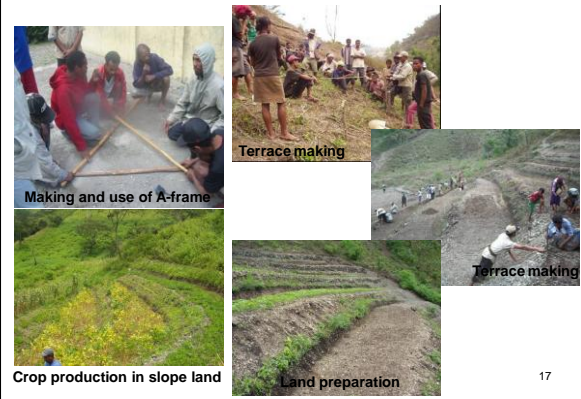 Making and use of A-frame
Terrace making
Terrace making
Crop production in slope land
Land preparation
17